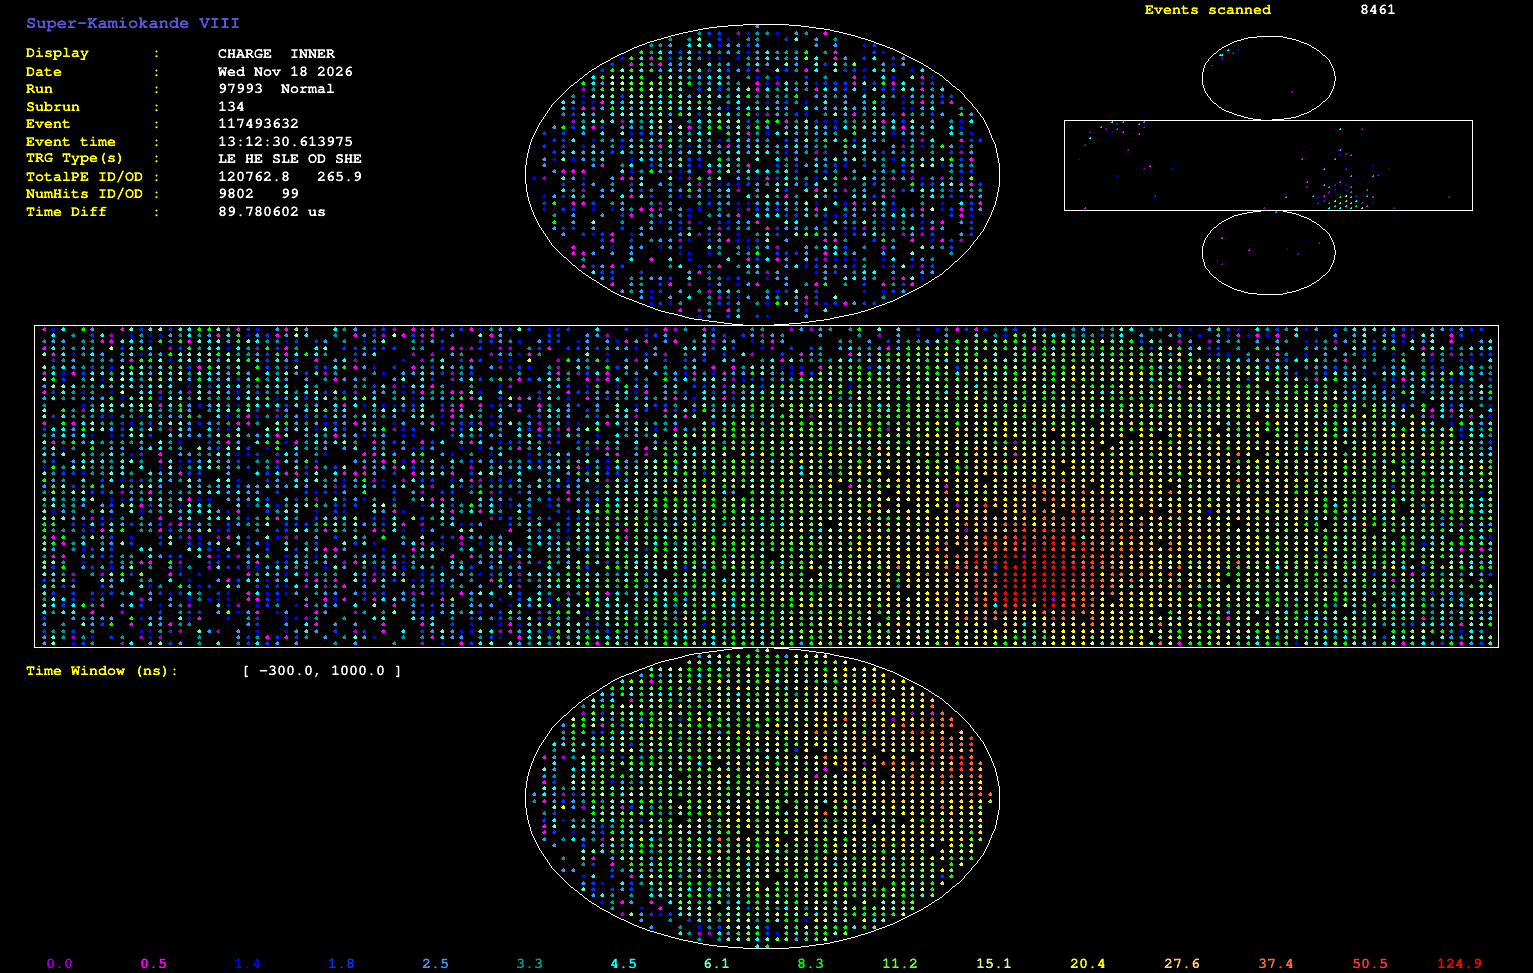 Super-Kamiokande VIII
Display : CHARGE INNER
Date : Wed Nov 18 2026
Run : 97993 Normal
Subrun : 134
Event : 117493632
Event time : 13:12:30.613975
TRG Type(s) : LE HE SLE OD SHE
TotalPE ID/OD : 120762.8 265.9
NumHits ID/OD : 9802 99
Time Diff : 89.780602 us
Events scanned 8461
Time Window (ns): [ -300.0, 1000.0 ]
0.0 0.5 1.4 1.8 2.5 3.3 4.5 6.1 8.3 11.2 15.1 20.4 27.6 37.4 50.5 124.9